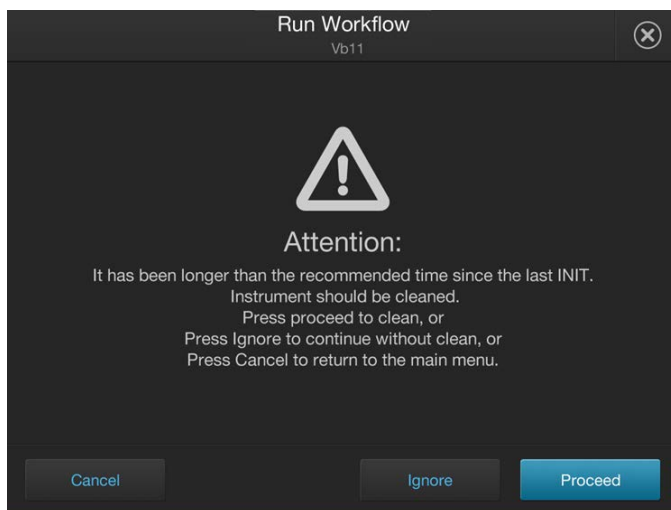 Run Workflow
Vb11
Attention:
It has been longer than the recommended time since the last INIT.
Instrument should be cleaned.
Press proceed to clean, or
Press Ignore to continue without clean, or
Press Cancel to return to the main menu.
Cancel Ignore Proceed